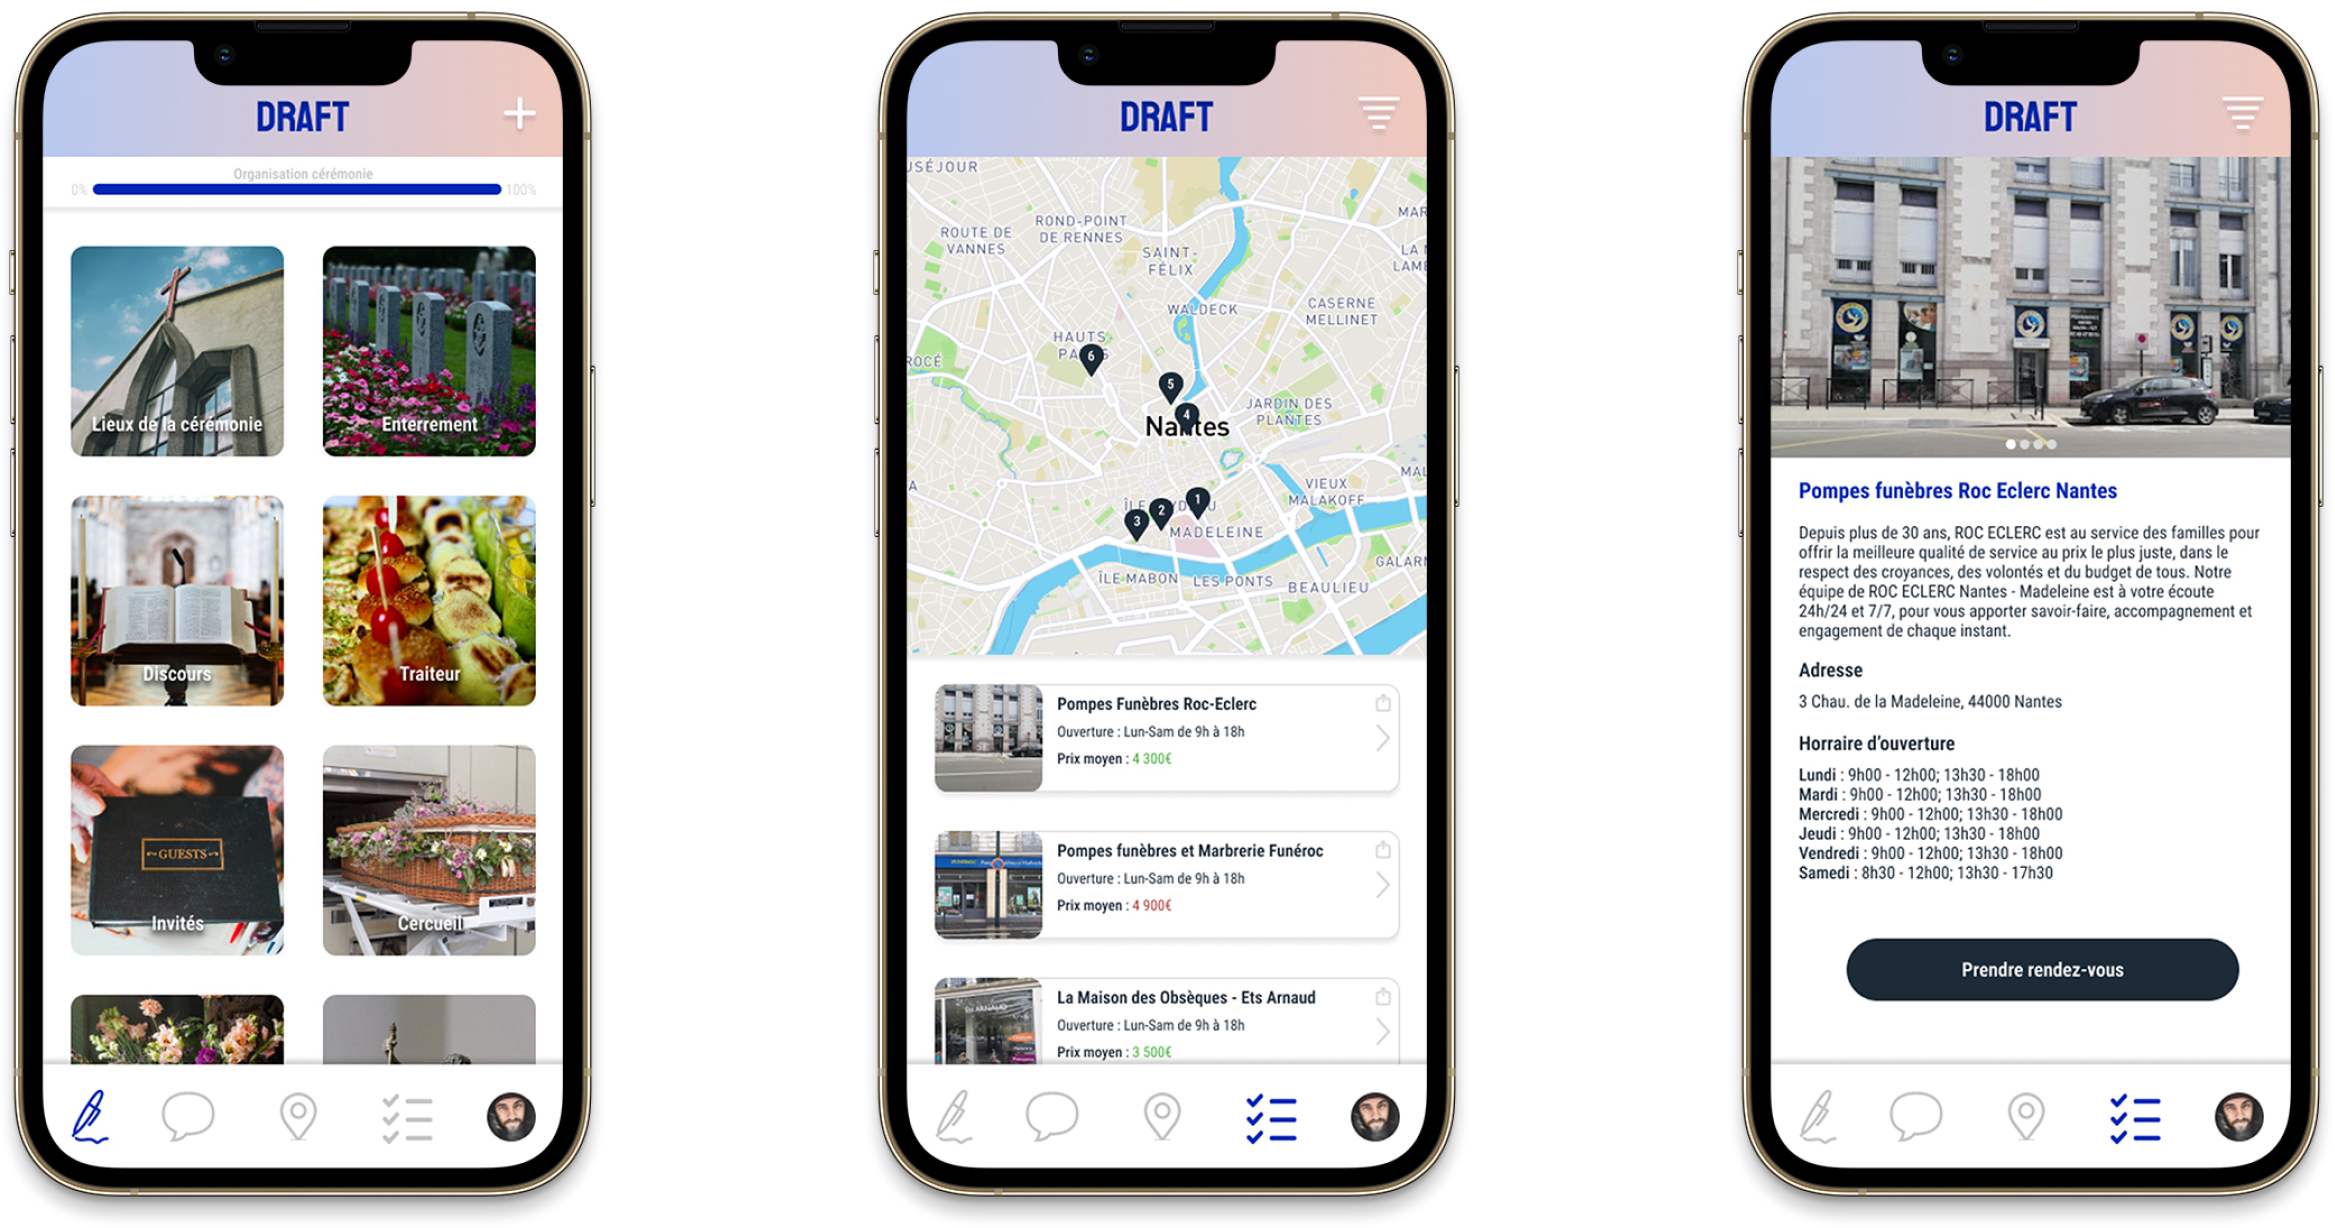 DRAFT
Organisation cérémonie
0%
100%
Lieux de la cérémonie
Enterrement
Discours
Traiteur
GUESTS
Invités
Cercueil
DRAFT
ROND-POINT
DE RENNES
ROUTE DE
VANNES
SAINT-
FÉLIX
WALDECK
CASERNE
MELLINET
HAUTS
6
5
4
Nantes
JARDIN DES
PLANTES
VIEUX
MALAKOFF
1
2
3
MADELEINE
ÎLE MABON
LES PONTS
BEAULIEU
Pompes Funèbres Roc-Eclerc
Ouverture : Lun-Sam de 9h à 18h
Prix moyen : 4 300€
Pompes funèbres et Marbrerie Funéroc
Ouverture : Lun-Sam de 9h à 18h
Prix moyen : 4 900€
La Maison des Obsèques - Ets Arnaud
Ouverture : Lun-Sam de 9h à 18h
Prix moyen : 3 500€
DRAFT
Pompes funèbres Roc Eclerc Nantes
Depuis plus de 30 ans, ROC ECLERC est au service des familles pour
offrir la meilleure qualité de service au prix le plus juste, dans le
respect des croyances, des volontés et du budget de tous. Notre
équipe de ROC ECLERC Nantes - Madeleine est à votre écoute
24h/24 et 7/7, pour vous apporter savoir-faire, accompagnement et
engagement de chaque instant.
Adresse
3 Chau. de la Madeleine, 44000 Nantes
Horraire d’ouverture
Lundi : 9h00 - 12h00; 13h30 - 18h00
Mardi : 9h00 - 12h00; 13h30 - 18h00
Mercredi : 9h00 - 12h00; 13h30 - 18h00
Jeudi : 9h00 - 12h00; 13h30 - 18h00
Vendredi : 9h00 - 12h00; 13h30 - 18h00
Samedi : 8h30 - 12h00; 13h30 - 17h30
Prendre rendez-vous